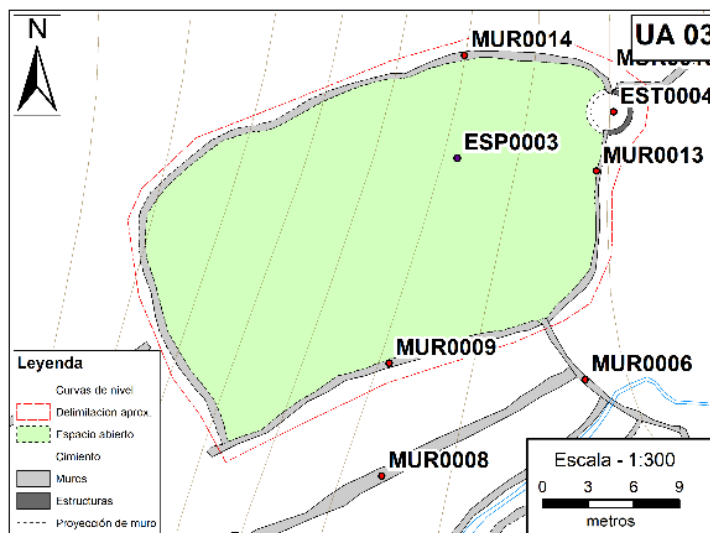 N
MUR0014
UA 03
EST0004
ESP0003
MUR0013
MUR0009
MUR0006
MUR0008
Leyenda
Curvas de nivel
Delimilacion aprox.
Espacio abierto
Cimiento
Muros
Estructuras
Proyección de muro
Escala - 1:300
0 3 6 9
metros